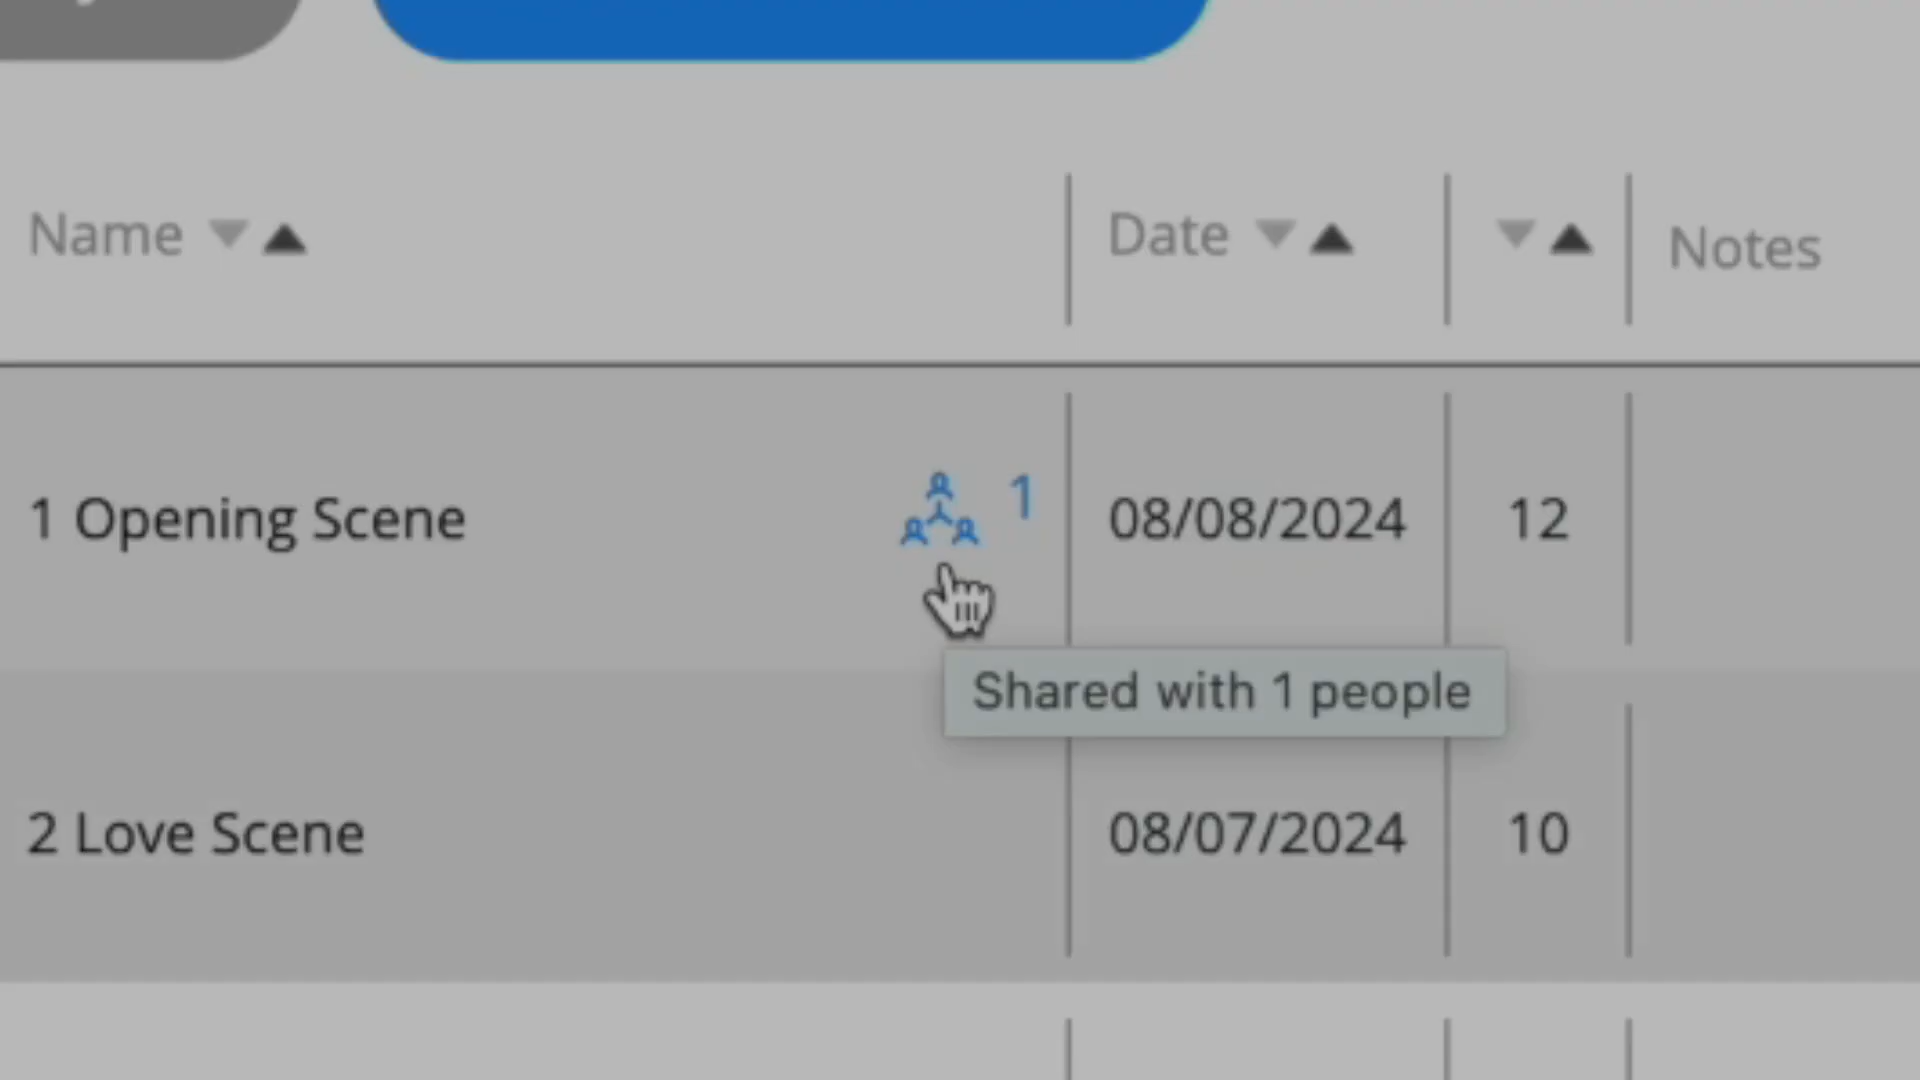 Name
Date
Notes
1 Opening Scene
1
08/08/2024
12
Shared with 1 people
2 Love Scene
08/07/2024
10